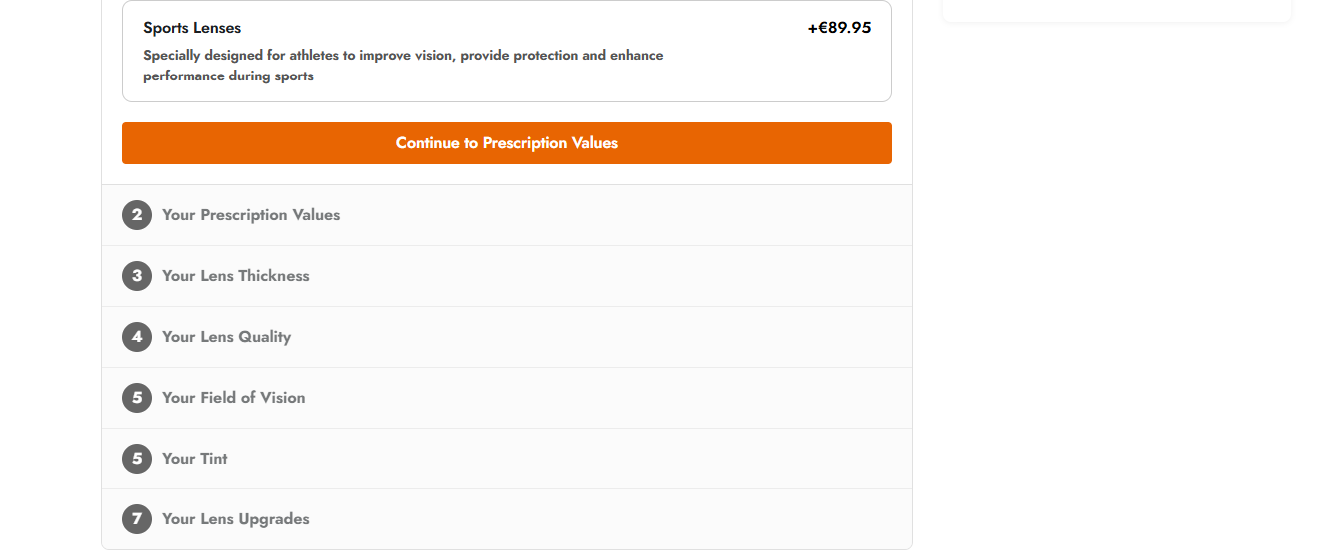 Sports Lenses +€89.95
Specially designed for athletes to improve vision, provide protection and enhance
performance during sports
Continue to Prescription Values
2 Your Prescription Values
3 Your Lens Thickness
4 Your Lens Quality
5 Your Field of Vision
5 Your Tint
7 Your Lens Upgrades